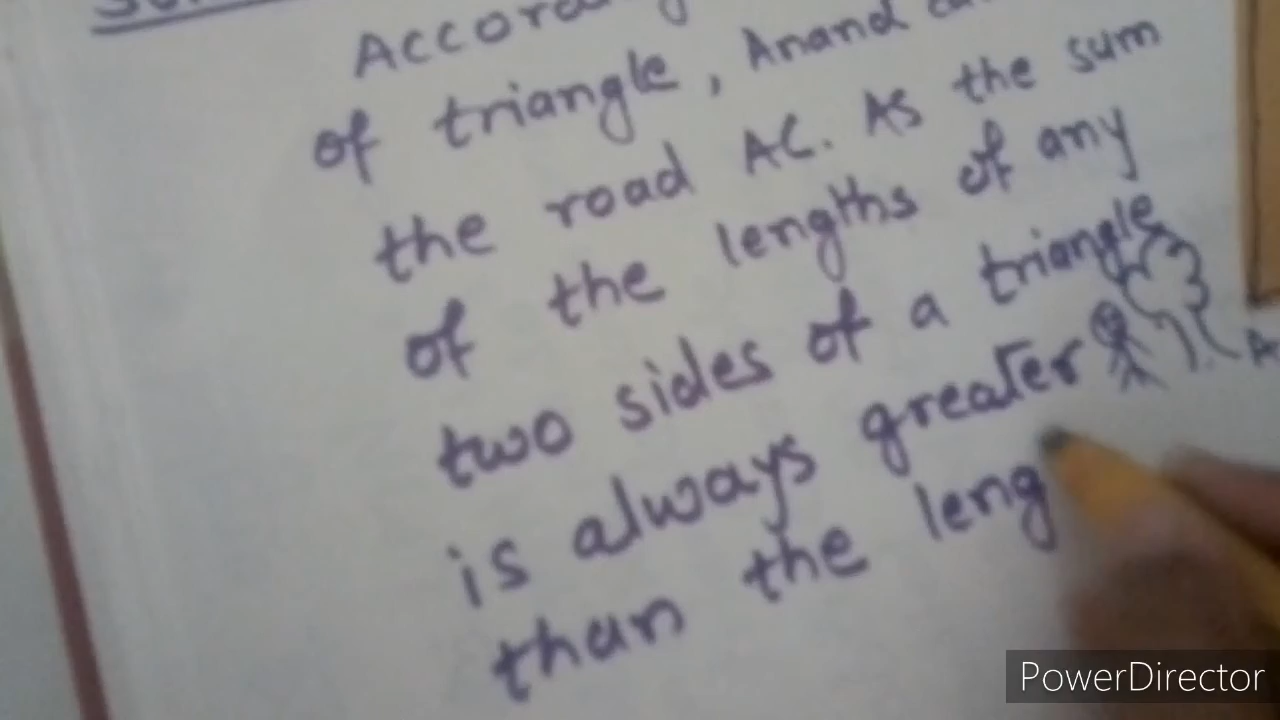 of triangle, Anand
the road AC. As the sum
of the lengths of any
two sides of a triangle
is always greater
than the leng
A
PowerDirector